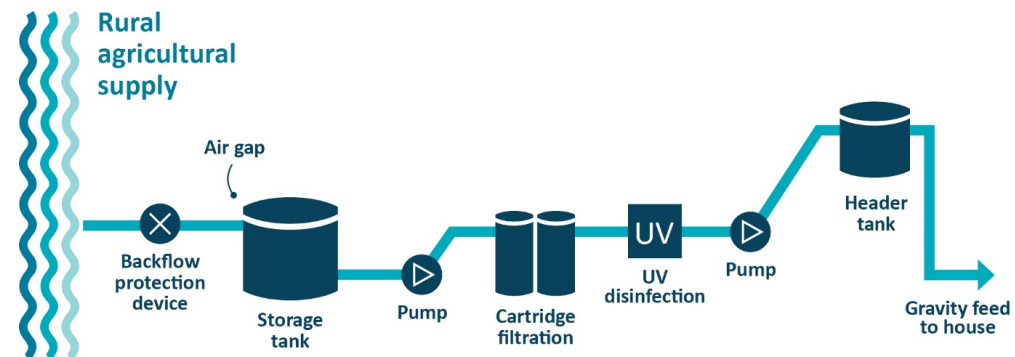 Rural
agricultural
supply
Air gap
Backflow
protection
device
Storage
tank
Pump
Cartridge
filtration
UV
UV
disinfection
Pump
Header
tank
Gravity feed
to house